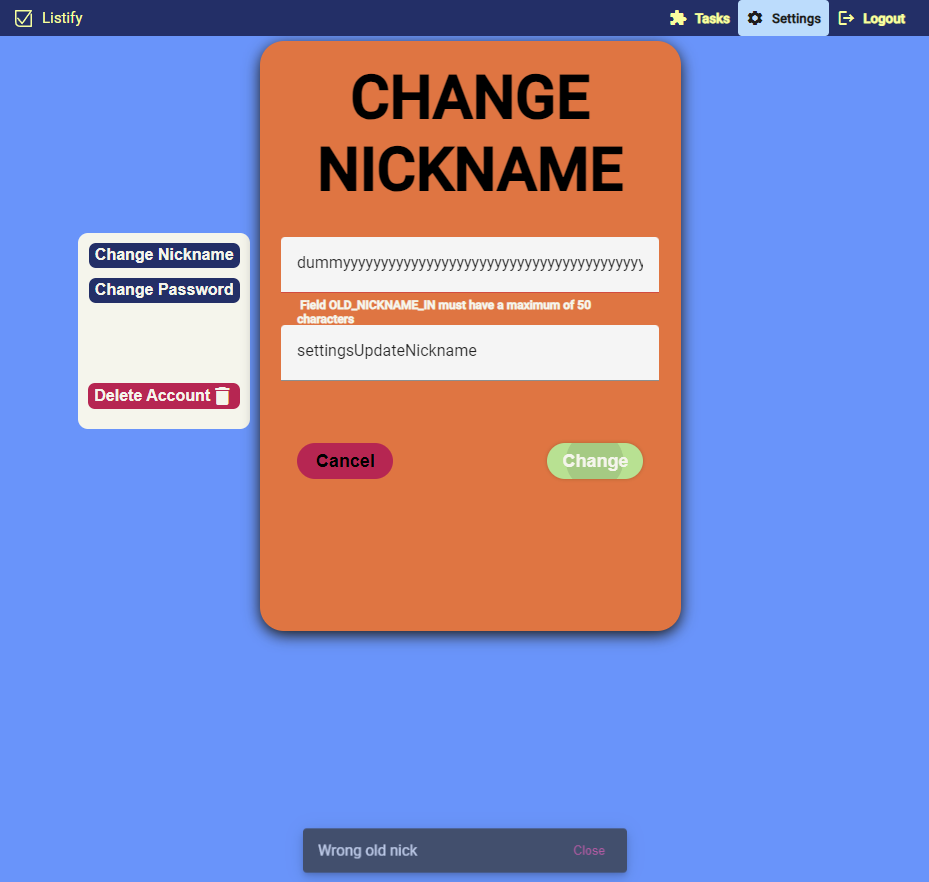 Listify
Tasks
Settings
Logout
CHANGE
NICKNAME
Change Nickname
Change Password
Delete Account
dummyyyyyyyyyyyyyyyyyyyyyyyyyyyyyyyyyyyyyyyy
Field OLD_NICKNAME_IN must have a maximum of 50
characters
settingsUpdateNickname
Cancel
Change
Wrong old nick
Close